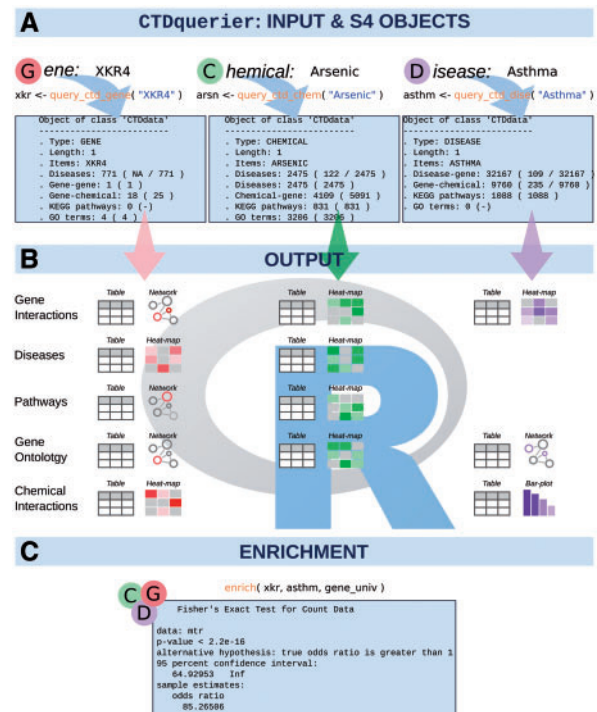 A CTDquerier: INPUT & S4 OBJECTS
Gene: XKR4
xkr <- query_ctd_gene( "XKR4" )
Object of class 'CTDdata'
-------------------------
. Type: GENE
. Length: 1
. Items: XKR4
. Diseases: 771 ( NA / 771 )
. Gene-gene: 1 ( 1 )
. Gene-chemical: 18 ( 25 )
. KEGG pathways: 0 (-)
. GO terms: 4 ( 4 )
Chemical: Arsenic
arsn <- query_ctd_chem( "Arsenic" )
Object of class 'CTDdata'
-------------------------
. Type: CHEMICAL
. Length: 1
. Items: ARSENIC
. Diseases: 2475 ( 122 / 2475 )
. Diseases: 2475 ( 2475 )
. Chemical-gene: 4109 ( 5091 )
. KEGG pathways: 831 ( 831 )
. GO terms: 3206 ( 3206 )
Disease: Asthma
asthm <- query_ctd_dise( "Asthma" )
Object of class 'CTDdata'
-------------------------
. Type: DISEASE
. Length: 1
. Items: ASTHMA
. Disease-gene: 32167 ( 109 / 32167 )
. Gene-chemical: 9760 ( 235 / 9760 )
. KEGG pathways: 1088 ( 1088 )
. GO terms: 0 (-)
B OUTPUT
Gene Table Network Table Heat-map Table Heat-map
Interactions
Diseases Table Heat-map Table Heat-map
Pathways Table Network Table Heat-map
Gene Table Network Table Heat-map Table Network
Ontolotgy
Chemical Table Heat-map Table Bar-plot
Interactions
R
C ENRICHMENT
enrich( xkr, asthm, gene_univ )
C G D
Fisher's Exact Test for Count Data
data: mtr
p-value < 2.2e-16
alternative hypothesis: true odds ratio is greater than 1
95 percent confidence interval:
64.92953 Inf
sample estimates:
odds ratio
85.26586